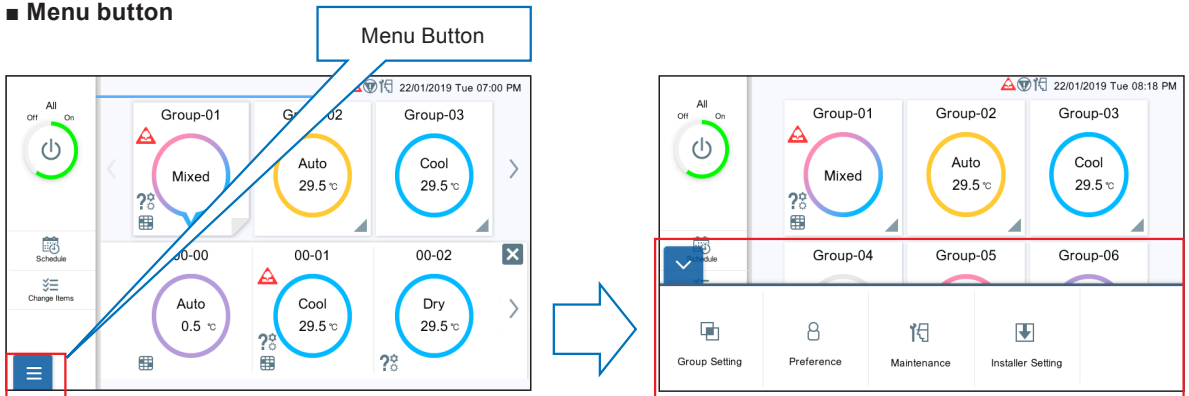 ■ Menu button
Menu Button
22/01/2019 Tue 07:00 PM
All
Off On
Group-01
Group-02
Group-03
Mixed
Auto
29.5 ℃
Cool
29.5 ℃
Schedule
Change Items
00-00
00-01
00-02
Auto
0.5 ℃
Cool
29.5 ℃
Dry
29.5 ℃
22/01/2019 Tue 08:18 PM
All
Off On
Group-01
Group-02
Group-03
Mixed
Auto
29.5 ℃
Cool
29.5 ℃
Schedule
Group-04
Group-05
Group-06
Group Setting
Preference
Maintenance
Installer Setting